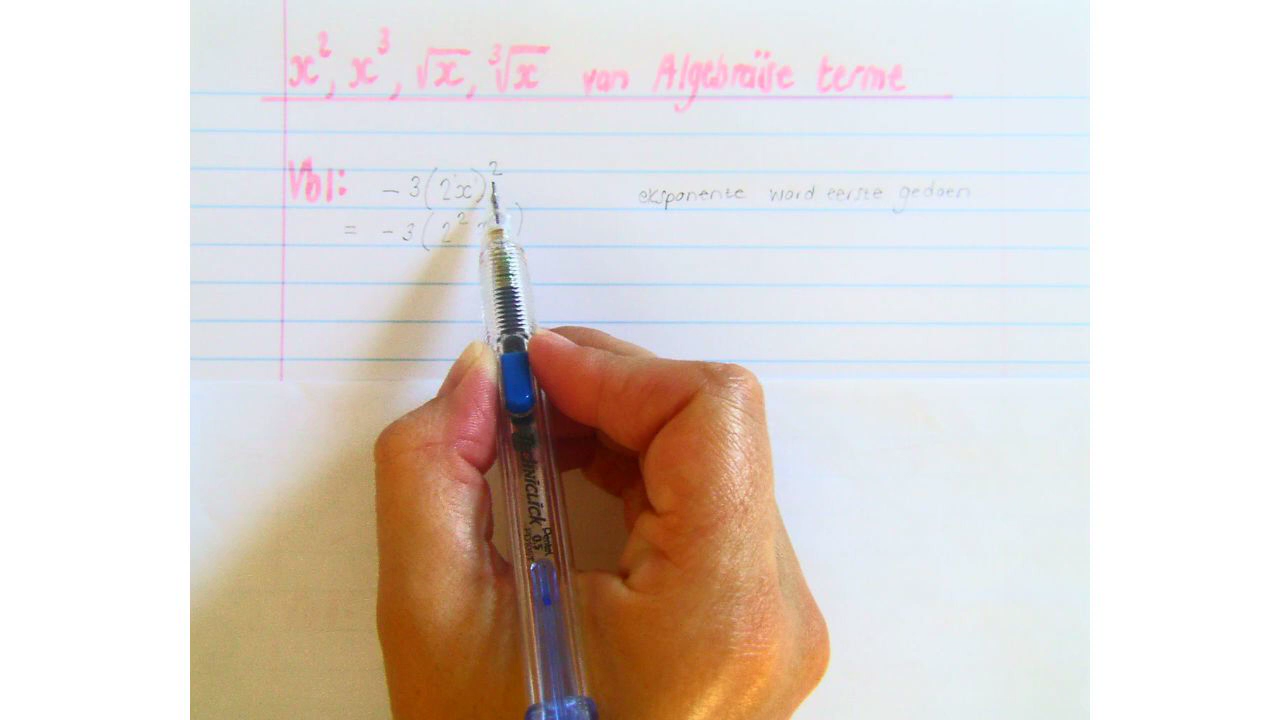 x², x³, √x, ³√x van Algebraïse terme
Vb1: - 3(2x)² eksponente word eerste gedoen
= - 3(2² )
TECHNICLICK Pentel 0.5